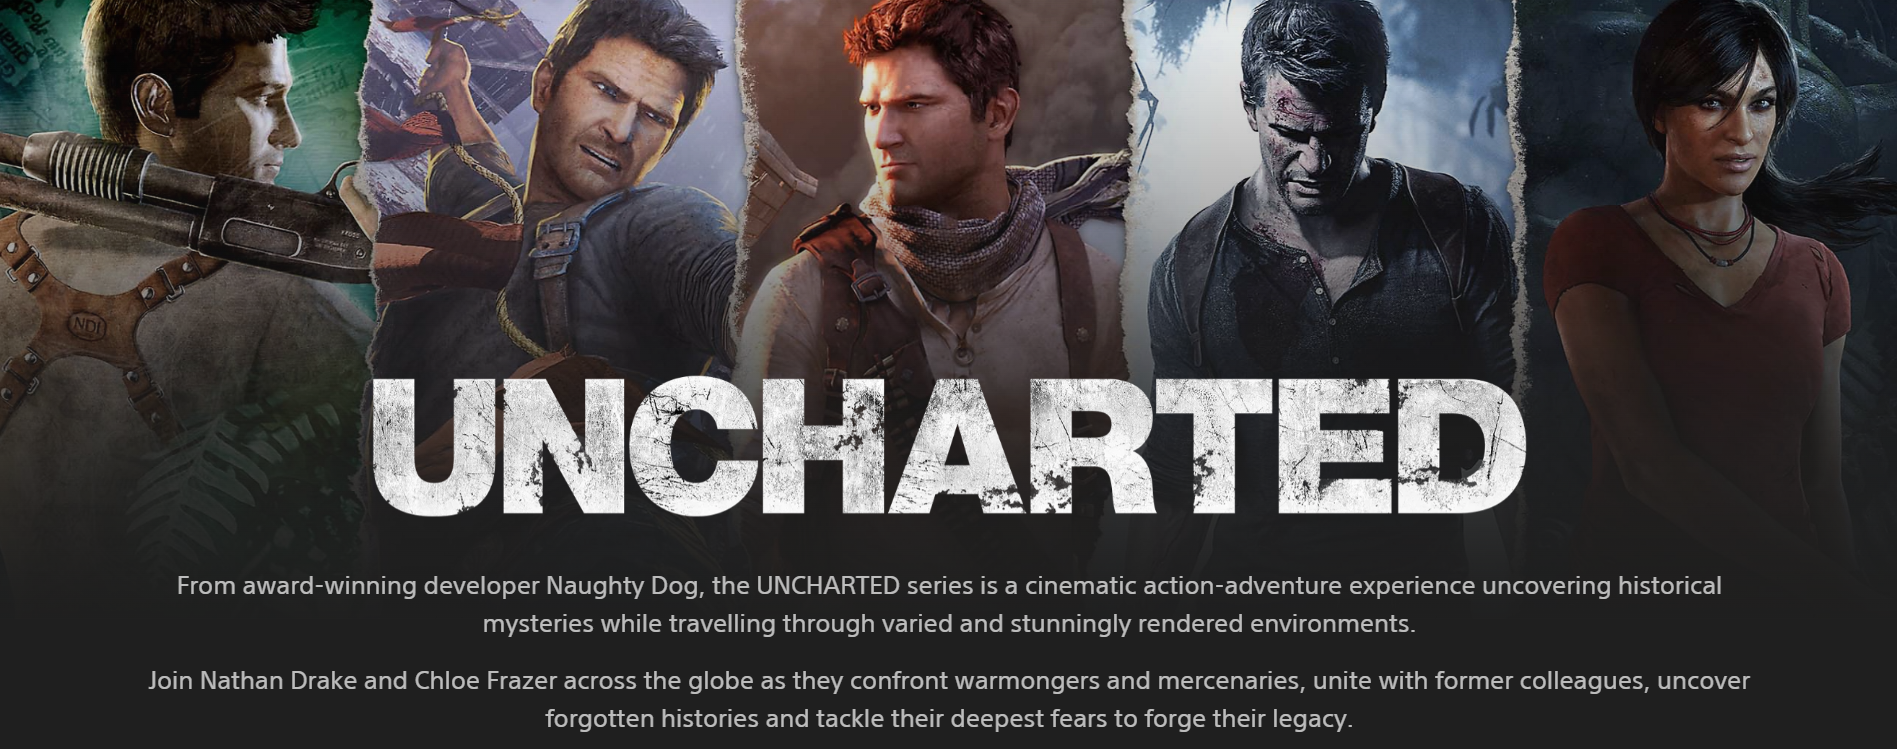 NDI
UNCHARTED
From award-winning developer Naughty Dog, the UNCHARTED series is a cinematic action-adventure experience uncovering historical
mysteries while travelling through varied and stunningly rendered environments.
Join Nathan Drake and Chloe Frazer across the globe as they confront warmongers and mercenaries, unite with former colleagues, uncover
forgotten histories and tackle their deepest fears to forge their legacy.